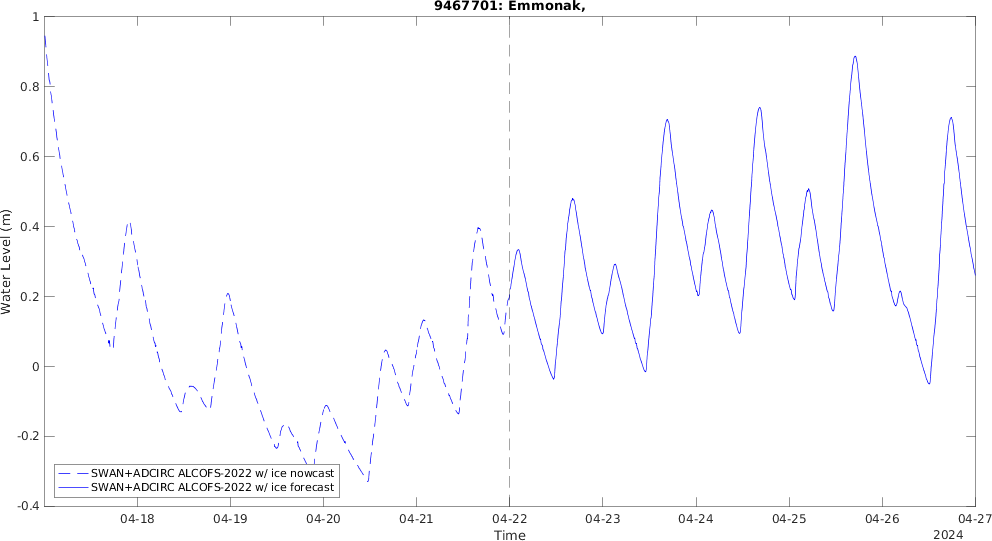 9467701: Emmonak,
Water Level (m)
1
0.8
0.6
0.4
0.2
0
-0.2
-0.4
SWAN+ADCIRC ALCOFS-2022 w/ ice nowcast
SWAN+ADCIRC ALCOFS-2022 w/ ice forecast
04-18 04-19 04-20 04-21 04-22 04-23 04-24 04-25 04-26 04-27
Time
2024